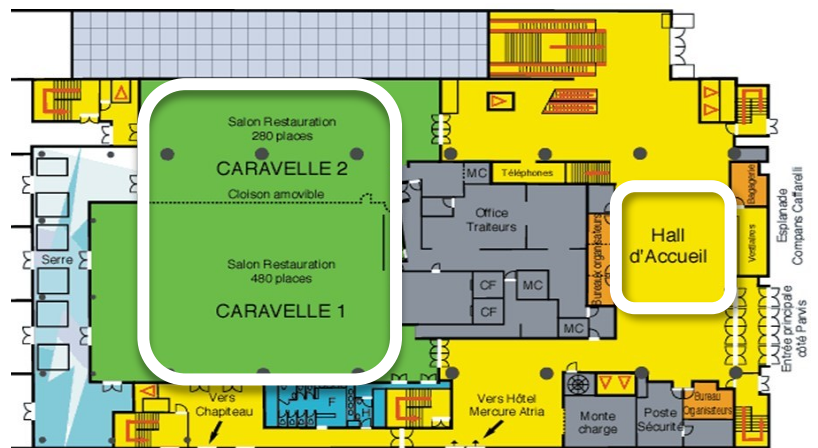 Salon Restauration
280 places
CARAVELLE 2
Cloison amovible
Salon Restauration
480 places
CARAVELLE 1
Serre
MC
Téléphones
Office
Traiteurs
Bureaux organisateurs
CF
MC
CF
MC
Hall
d'Accueil
Bagagerie
Vestiaires
Esplanade
Compans Caffarelli
Entrée principale
côté Parvis
Vers
Chapiteau
F
H
Vers Hôtel
Mercure Atria
Monte
charge
Poste
Sécurité
Bureau
Organisateurs